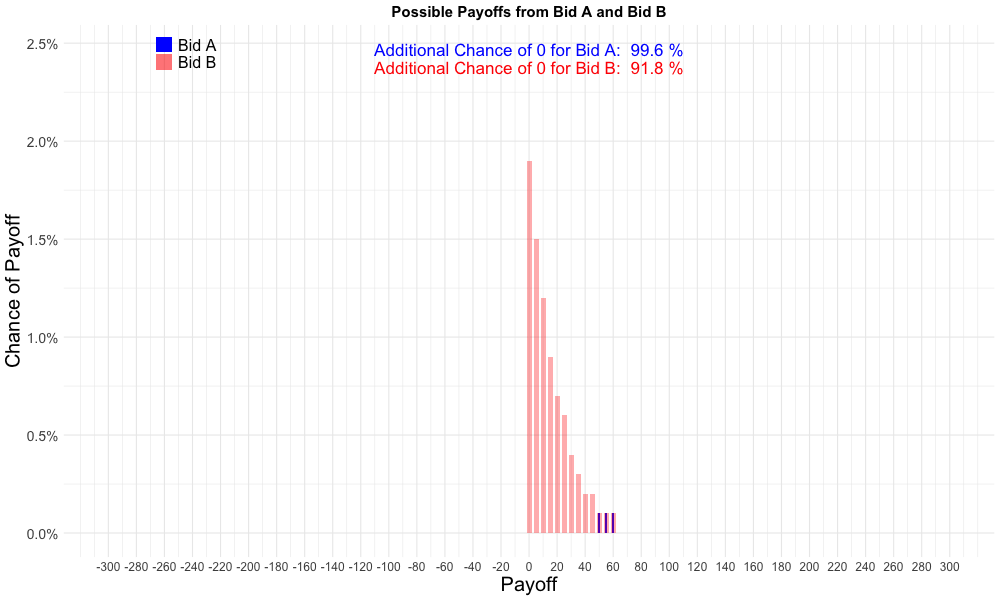 Possible Payoffs from Bid A and Bid B
Bid A
Bid B
Additional Chance of 0 for Bid A: 99.6 %
Additional Chance of 0 for Bid B: 91.8 %
Chance of Payoff
2.5%
2.0%
1.5%
1.0%
0.5%
0.0%
-300 -280 -260 -240 -220 -200 -180 -160 -140 -120 -100 -80 -60 -40 -20 0 20 40 60 80 100 120 140 160 180 200 220 240 260 280 300
Payoff